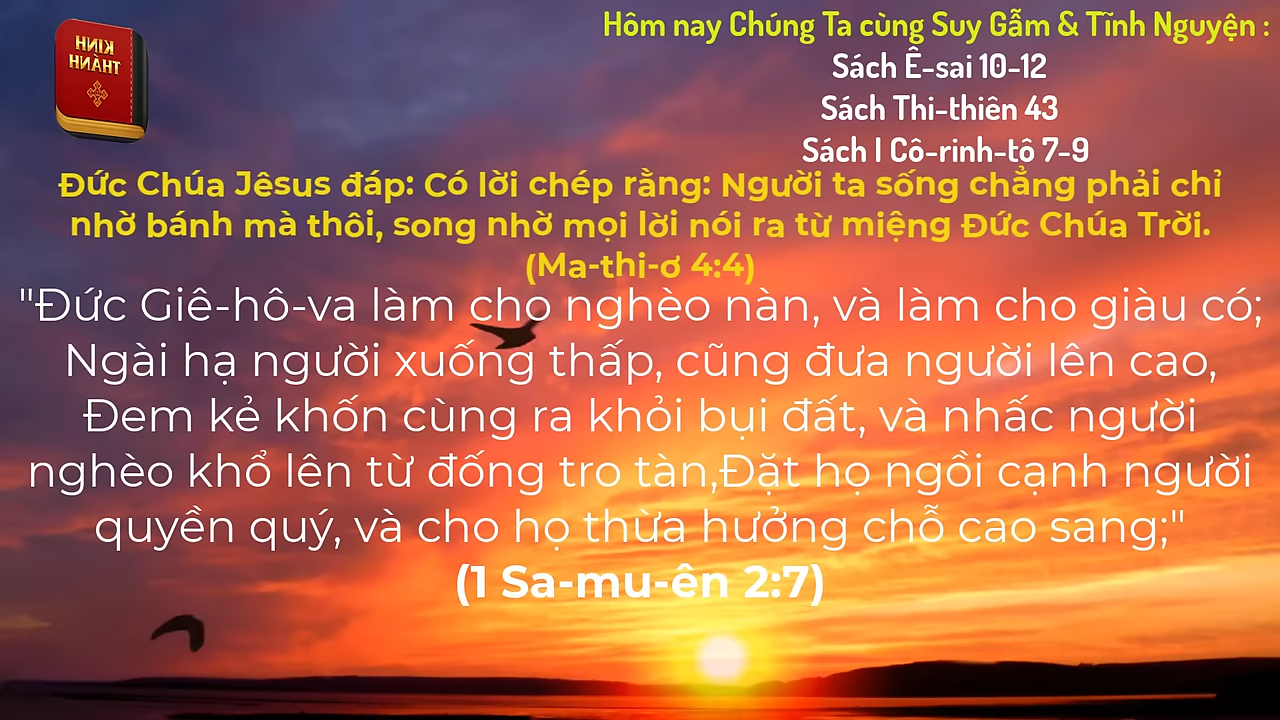 KINH
THÁNH
Hôm nay Chúng Ta cùng Suy Gẫm & Tĩnh Nguyện :
Sách Ê-sai 10-12
Sách Thi-thiên 43
Sách I Cô-rinh-tô 7-9
Đức Chúa Jêsus đáp: Có lời chép rằng: Người ta sống chẳng phải chỉ
nhờ bánh mà thôi, song nhờ mọi lời nói ra từ miệng Đức Chúa Trời.
(Ma-thi-ơ 4:4)
"Đức Giê-hô-va làm cho nghèo nàn, và làm cho giàu có;
Ngài hạ người xuống thấp, cũng đưa người lên cao,
Đem kẻ khốn cùng ra khỏi bụi đất, và nhấc người
nghèo khổ lên từ đống tro tàn,Đặt họ ngồi cạnh người
quyền quý, và cho họ thừa hưởng chỗ cao sang;"
(1 Sa-mu-ên 2:7)